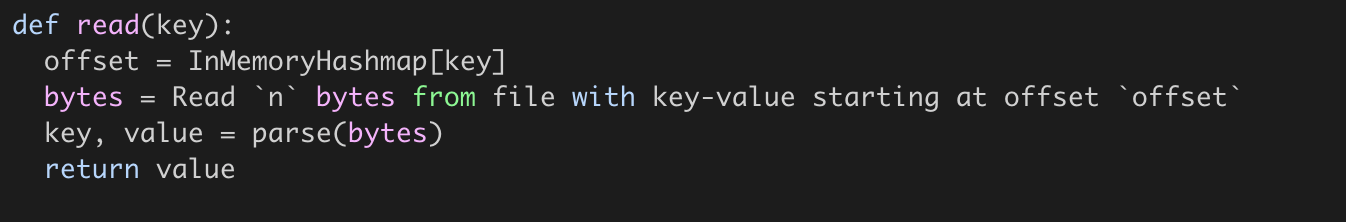 def read(key):
  offset = InMemoryHashmap[key]
  bytes = Read `n` bytes from file with key-value starting at offset `offset`
  key, value = parse(bytes)
  return value